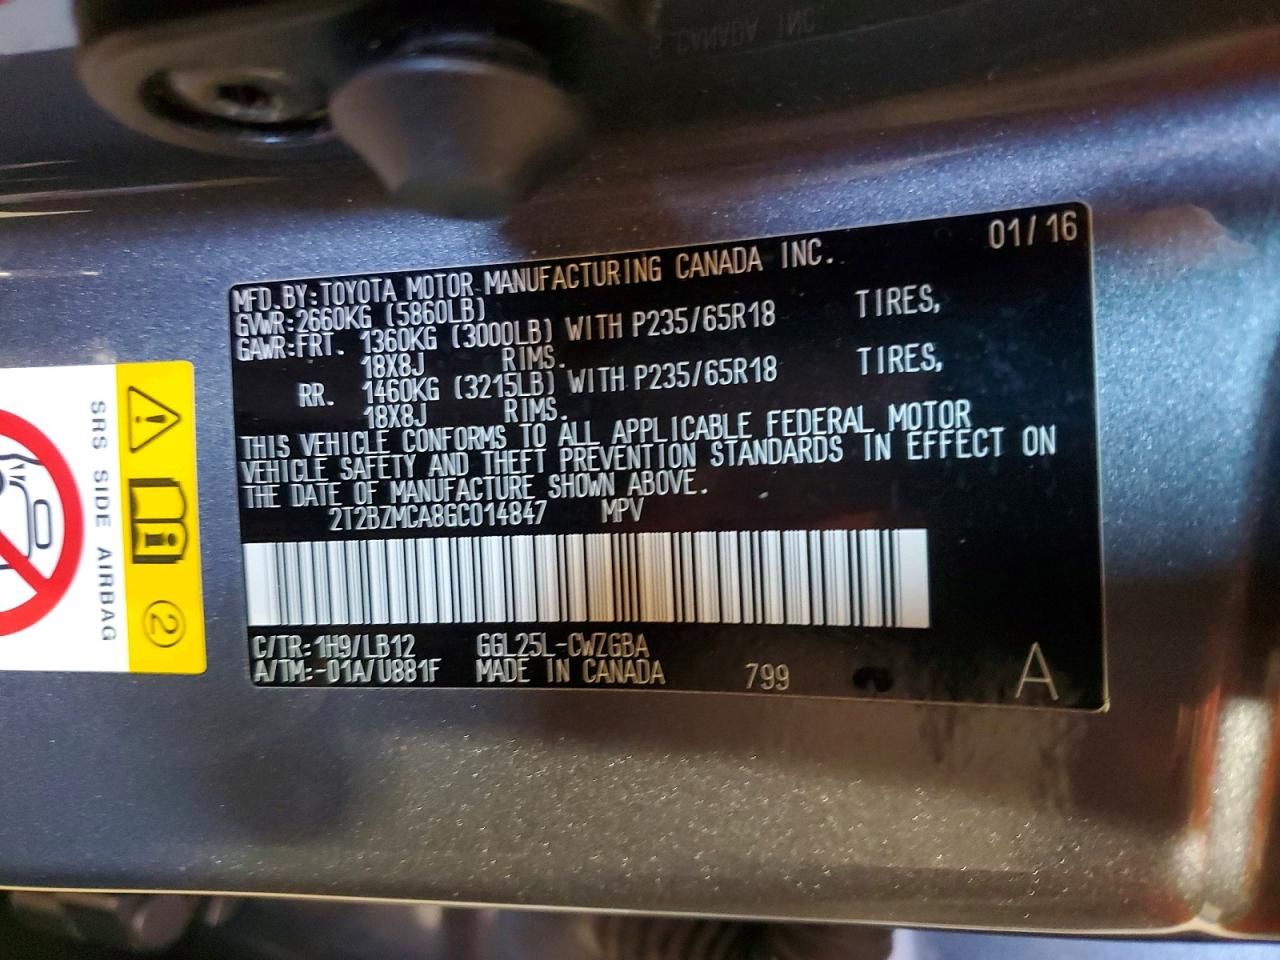 01/16
MFD.BY:TOYOTA MOTOR MANUFACTURING CANADA INC.
GVWR:2660KG (5860LB)
GAWR:FRT. 1360KG (3000LB) WITH P235/65R18 TIRES,
18X8J RIMS.
RR. 1460KG (3215LB) WITH P235/65R18 TIRES,
18X8J RIMS.
THIS VEHICLE CONFORMS TO ALL APPLICABLE FEDERAL MOTOR
VEHICLE SAFETY AND THEFT PREVENTION STANDARDS IN EFFECT ON
THE DATE OF MANUFACTURE SHOWN ABOVE.
2T2BZMCA8GC014847 MPV
C/TR:1H9/LB12 GGL25L-CWZGBA
A/TM:-01A/U881F MADE IN CANADA 799 A
SRS SIDE AIRBAG
2